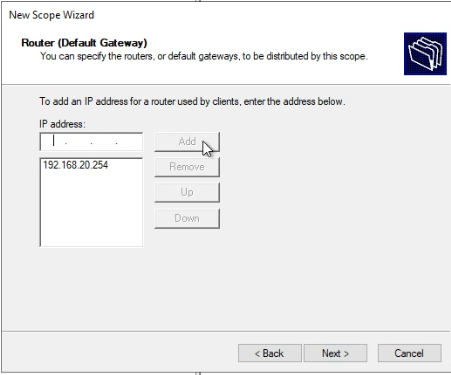 New Scope Wizard
Router (Default Gateway)
You can specify the routers, or default gateways, to be distributed by this scope.
To add an IP address for a router used by clients, enter the address below.
IP address:
. . .
Add
192.168.20.254
Remove
Up
Down
< Back
Next >
Cancel